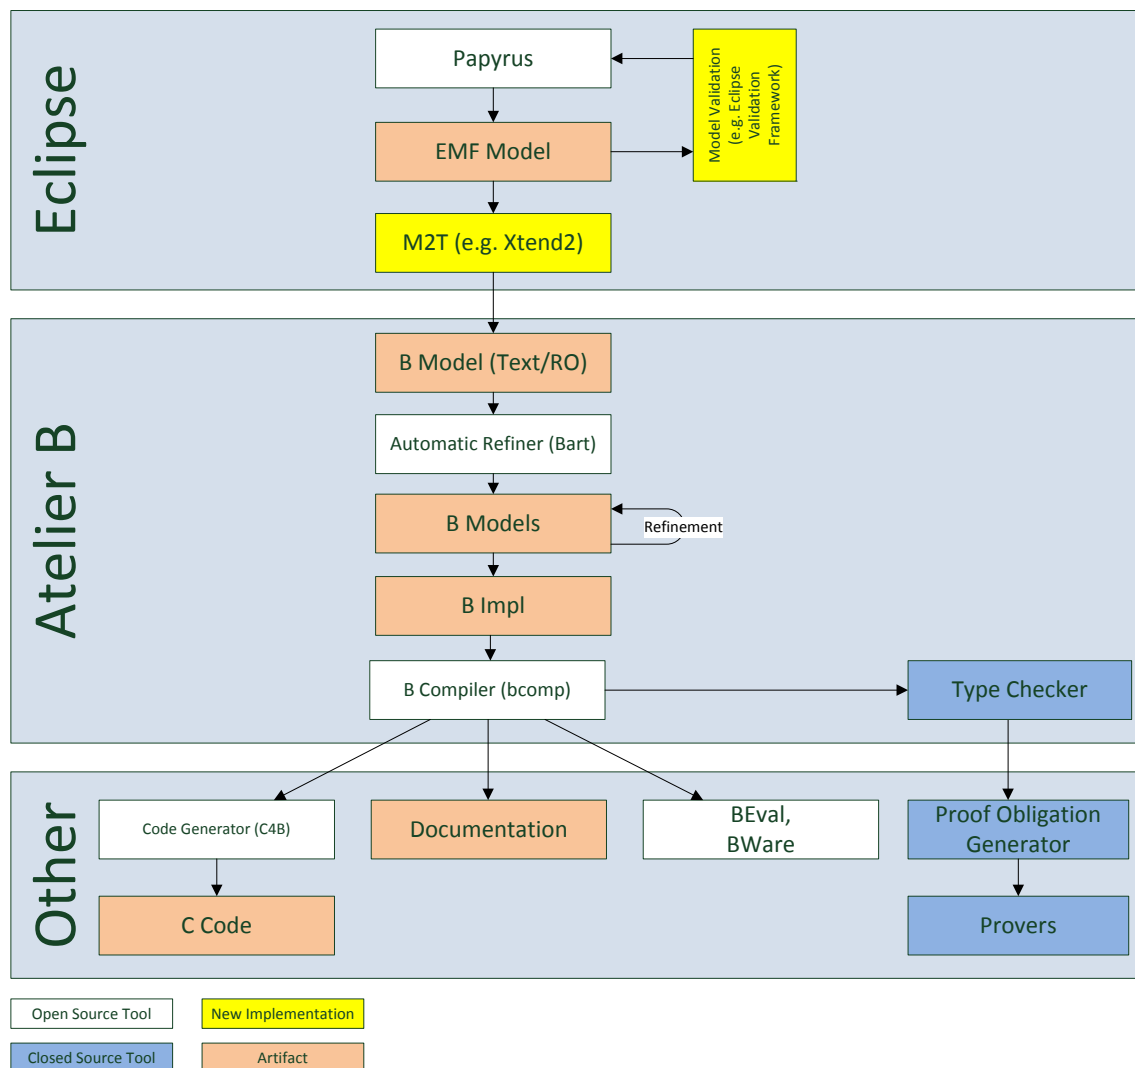 Eclipse
Papyrus
Model Validation
(e.g. Eclipse
Validation
Framework)
EMF Model
M2T (e.g. Xtend2)
Atelier B
B Model (Text/RO)
Automatic Refiner (Bart)
B Models
Refinement
B Impl
B Compiler (bcomp)
Type Checker
Other
Code Generator (C4B)
Documentation
BEval,
BWare
Proof Obligation
Generator
C Code
Provers
Open Source Tool
New Implementation
Closed Source Tool
Artifact